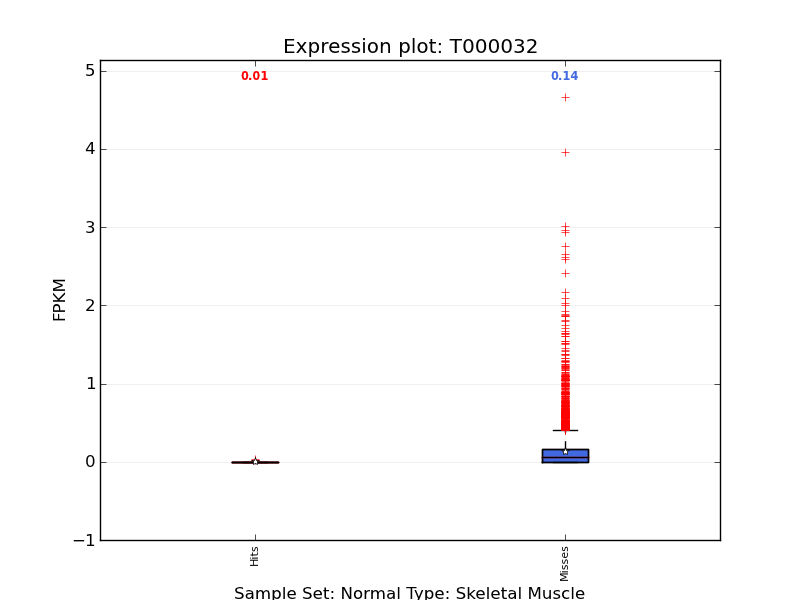 Expression plot: T000032
5
0.01
0.14
4
3
FPKM
2
1
0
−1
Hits
Misses
Sample Set: Normal Type: Skeletal Muscle